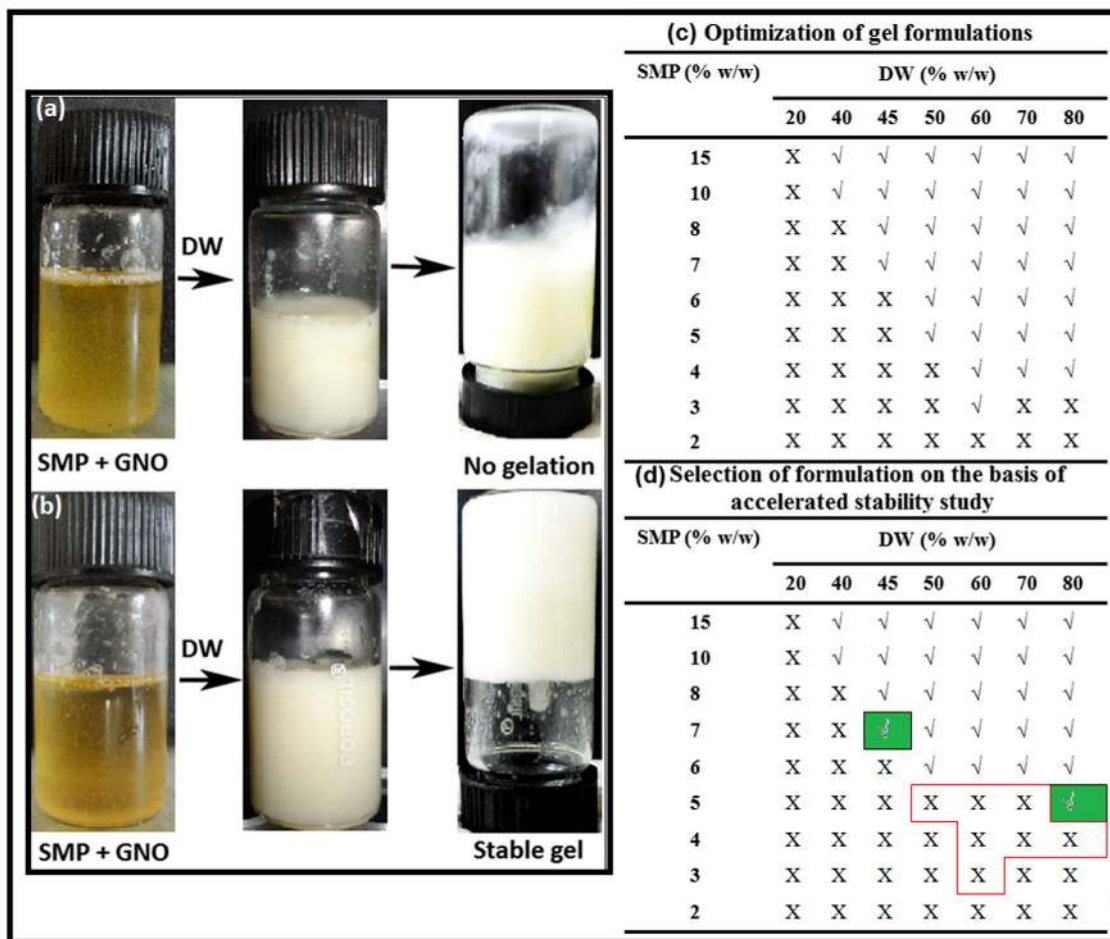 (a)
DW
SMP + GNO
No gelation
(b)
DW
BOROSIL®
SMP + GNO
Stable gel
(c) Optimization of gel formulations
SMP (% w/w) DW (% w/w)
20 40 45 50 60 70 80
15 X √ √ √ √ √ √
10 X √ √ √ √ √ √
8 X X √ √ √ √ √
7 X X √ √ √ √ √
6 X X X √ √ √ √
5 X X X √ √ √ √
4 X X X X √ √ √
3 X X X X √ X X
2 X X X X X X X
(d) Selection of formulation on the basis of
accelerated stability study
SMP (% w/w) DW (% w/w)
20 40 45 50 60 70 80
15 X √ √ √ √ √ √
10 X √ √ √ √ √ √
8 X X √ √ √ √ √
7 X X √ √ √ √ √
6 X X X √ √ √ √
5 X X X X X X √
4 X X X X X X X
3 X X X X X X X
2 X X X X X X X